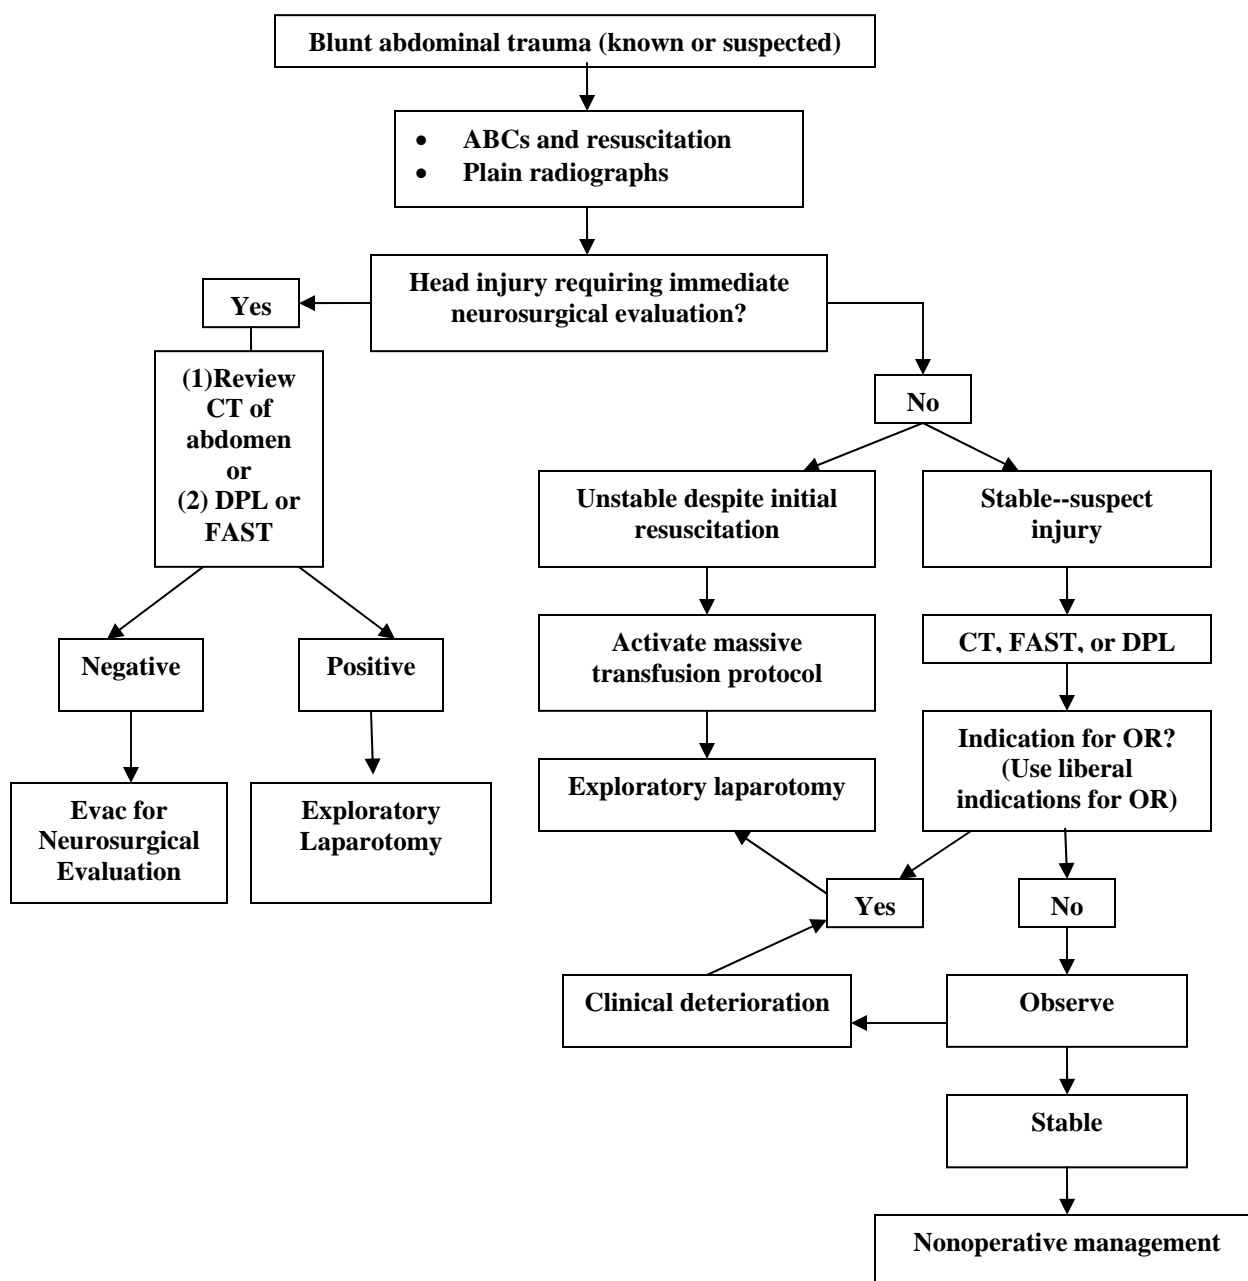 Blunt abdominal trauma (known or suspected)
• ABCs and resuscitation
• Plain radiographs
Head injury requiring immediate
neurosurgical evaluation?
Yes
(1)Review
CT of
abdomen
or
(2) DPL or
FAST
No
Unstable despite initial
resuscitation
Stable--suspect
injury
Negative
Positive
Activate massive
transfusion protocol
CT, FAST, or DPL
Evac for
Neurosurgical
Evaluation
Exploratory
Laparotomy
Exploratory laparotomy
Indication for OR?
(Use liberal
indications for OR)
Yes
No
Clinical deterioration
Observe
Stable
Nonoperative management